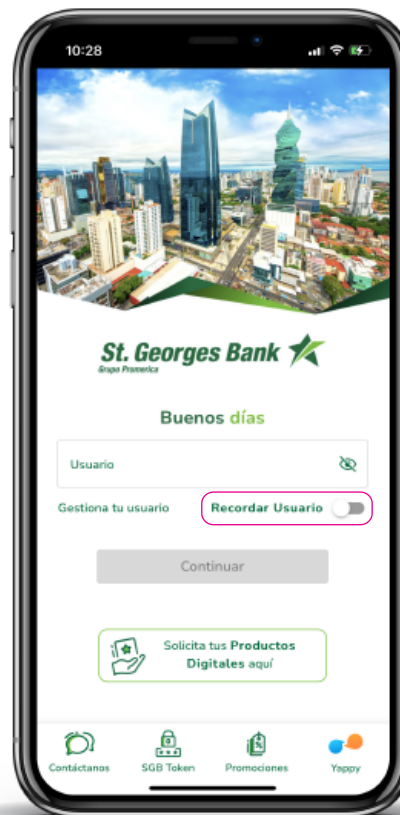 10:28
St. Georges Bank
Grupo Promerica
Buenos días
Usuario
Gestiona tu usuario
Recordar Usuario
Continuar
Solicita tus Productos
Digitales aquí
Contáctanos
SGB Token
Promociones
Yappy